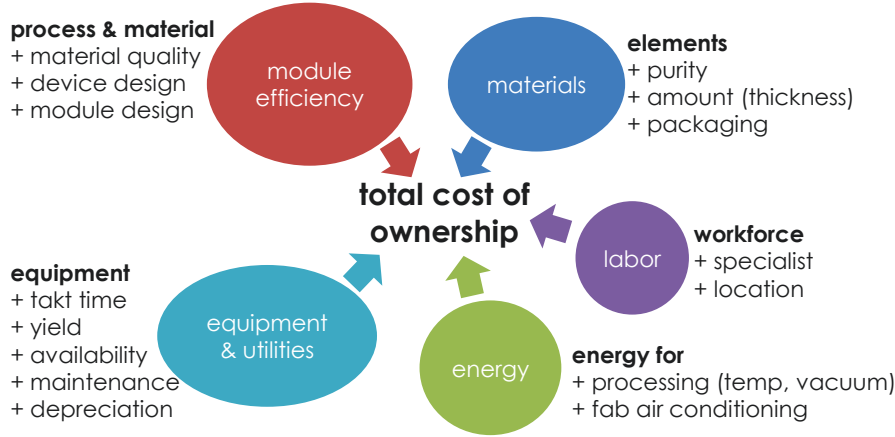 process & material
+ material quality
+ device design
+ module design
module
efficiency
materials
elements
+ purity
+ amount (thickness)
+ packaging
total cost of
ownership
labor
workforce
+ specialist
+ location
equipment
+ takt time
+ yield
+ availability
+ maintenance
+ depreciation
equipment
& utilities
energy
energy for
+ processing (temp, vacuum)
+ fab air conditioning